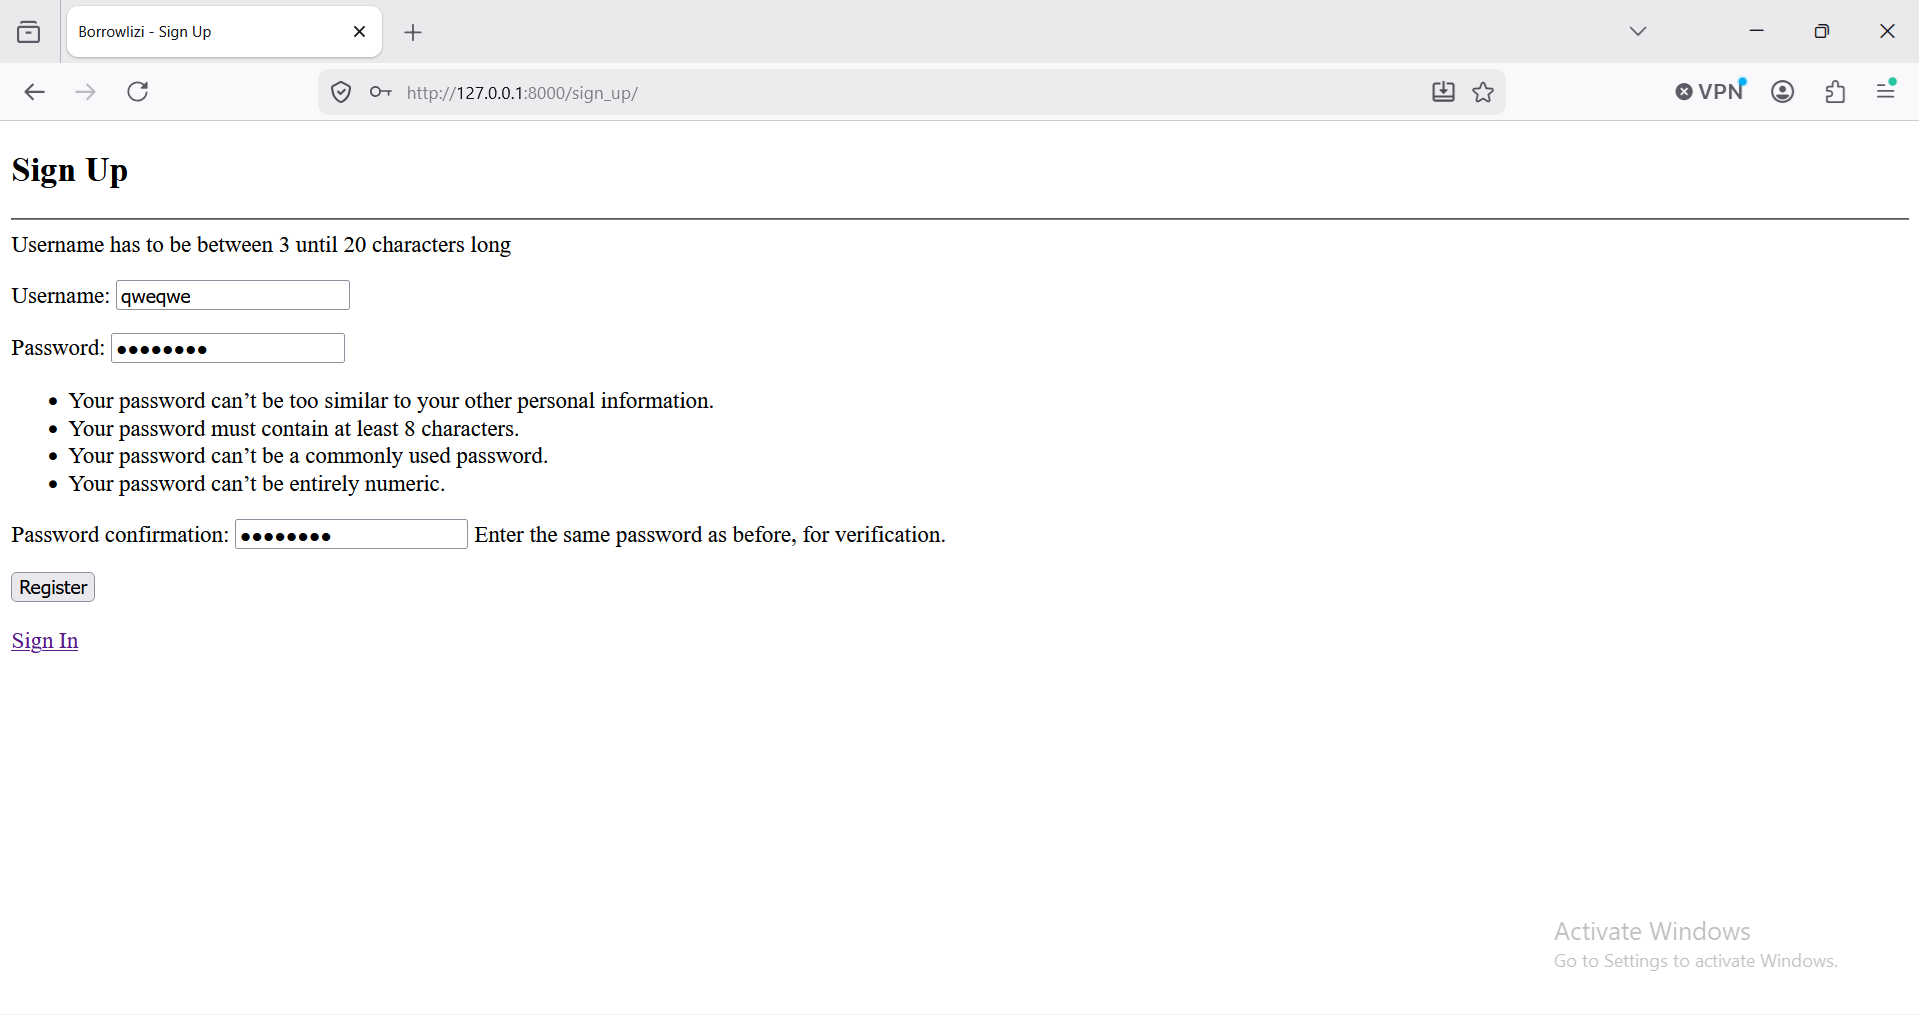 Borrowlizi - Sign Up
http://127.0.0.1:8000/sign_up/
VPN
Sign Up
Username has to be between 3 until 20 characters long
Username: qweqwe
Password: ●●●●●●●●
• Your password can’t be too similar to your other personal information.
• Your password must contain at least 8 characters.
• Your password can’t be a commonly used password.
• Your password can’t be entirely numeric.
Password confirmation: ●●●●●●●● Enter the same password as before, for verification.
Register
Sign In
Activate Windows
Go to Settings to activate Windows.